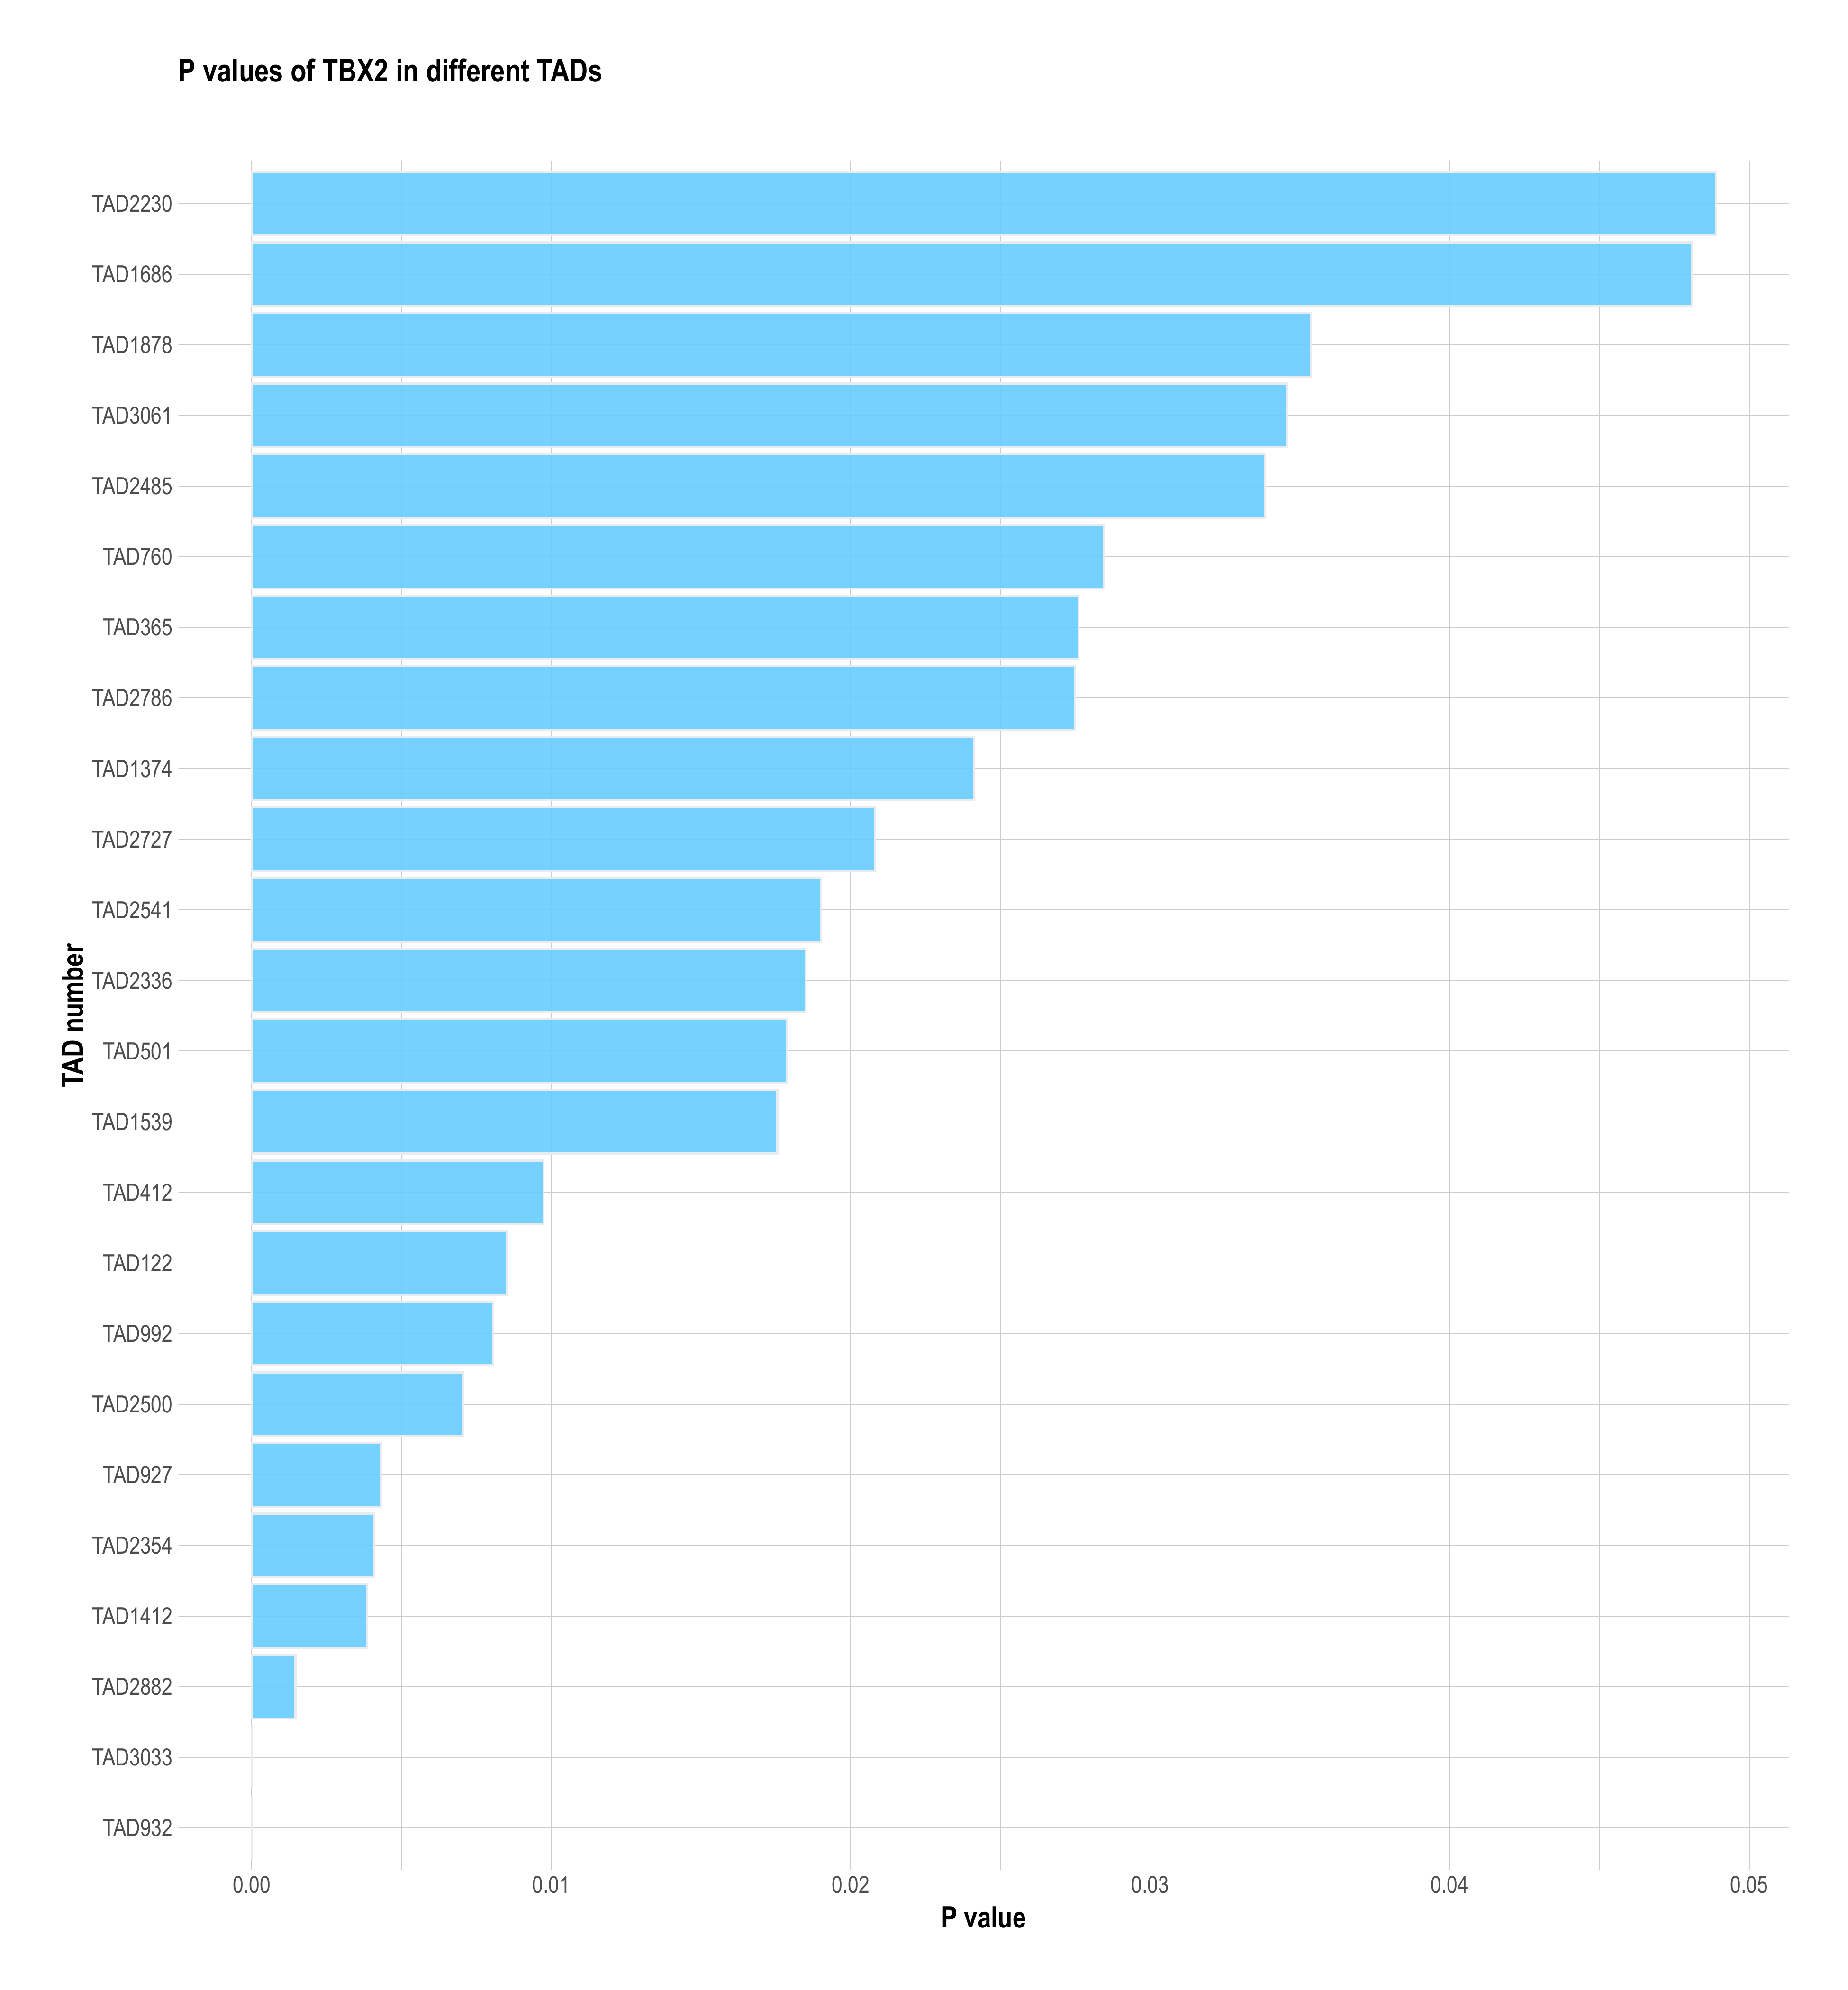 P values of TBX2 in different TADs
TAD number
TAD2230
TAD1686
TAD1878
TAD3061
TAD2485
TAD760
TAD365
TAD2786
TAD1374
TAD2727
TAD2541
TAD2336
TAD501
TAD1539
TAD412
TAD122
TAD992
TAD2500
TAD927
TAD2354
TAD1412
TAD2882
TAD3033
TAD932
0.00 0.01 0.02 0.03 0.04 0.05
P value